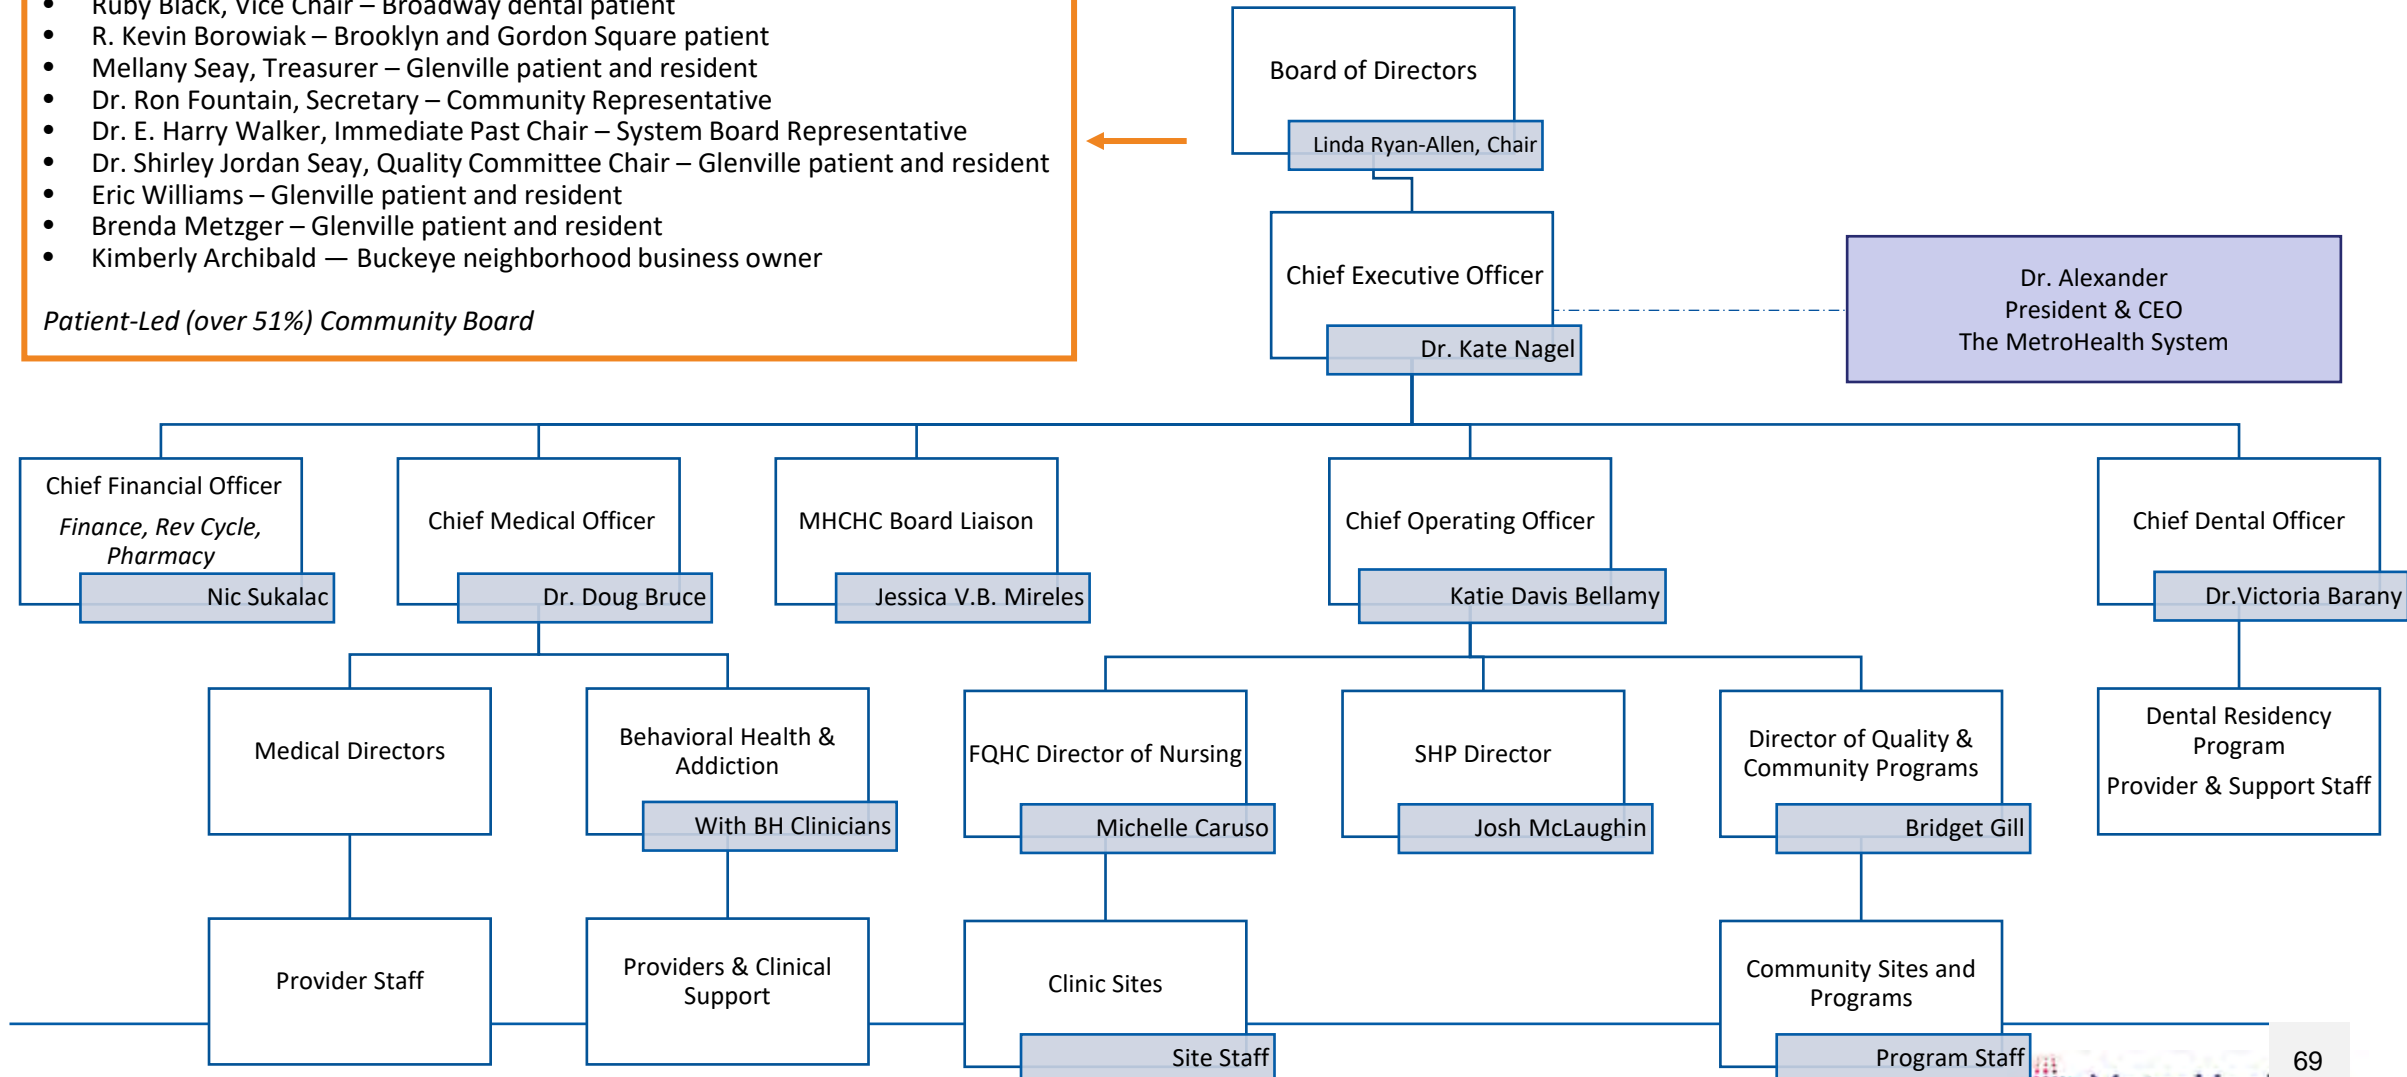 • Ruby Black, Vice Chair – Broadway dental patient
• R. Kevin Borowiak – Brooklyn and Gordon Square patient
• Mellany Seay, Treasurer – Glenville patient and resident
• Dr. Ron Fountain, Secretary – Community Representative
• Dr. E. Harry Walker, Immediate Past Chair – System Board Representative
• Dr. Shirley Jordan Seay, Quality Committee Chair – Glenville patient and resident
• Eric Williams – Glenville patient and resident
• Brenda Metzger – Glenville patient and resident
• Kimberly Archibald — Buckeye neighborhood business owner
Patient-Led (over 51%) Community Board
Board of Directors
Linda Ryan-Allen, Chair
Chief Executive Officer
Dr. Kate Nagel
Dr. Alexander
President & CEO
The MetroHealth System
Chief Financial Officer
Finance, Rev Cycle,
Pharmacy
Nic Sukalac
Chief Medical Officer
Dr. Doug Bruce
MHCHC Board Liaison
Jessica V.B. Mireles
Chief Operating Officer
Katie Davis Bellamy
Chief Dental Officer
Dr.Victoria Barany
Medical Directors
Behavioral Health &
Addiction
With BH Clinicians
FQHC Director of Nursing
Michelle Caruso
SHP Director
Josh McLaughin
Director of Quality &
Community Programs
Bridget Gill
Dental Residency
Program
Provider & Support Staff
Provider Staff
Providers & Clinical
Support
Clinic Sites
Site Staff
Community Sites and
Programs
Program Staff
69